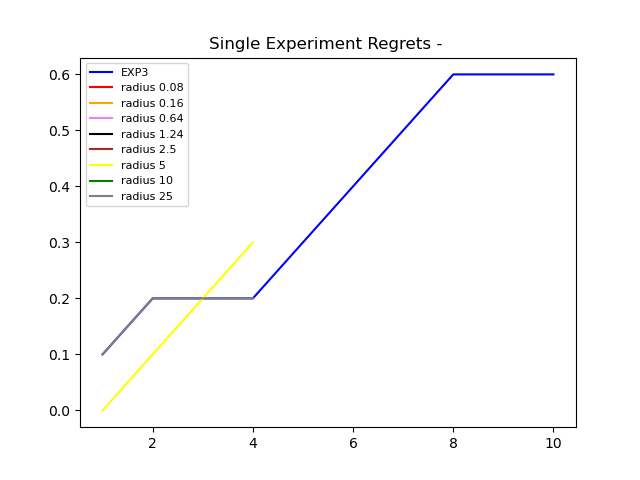 Single Experiment Regrets -
EXP3
radius 0.08
radius 0.16
radius 0.64
radius 1.24
radius 2.5
radius 5
radius 10
radius 25
0.6
0.5
0.4
0.3
0.2
0.1
0.0
2 4 6 8 10